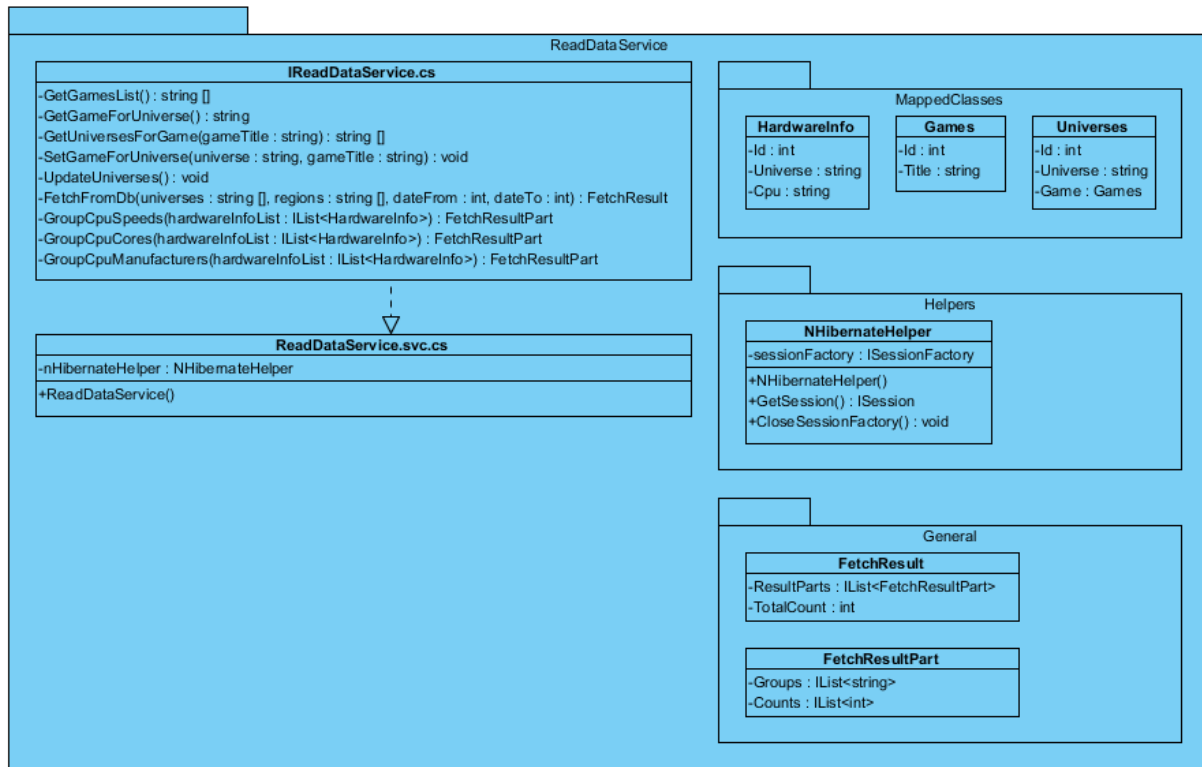 ReadDataService
IReadDataService.cs
-GetGamesList() : string []
-GetGameForUniverse() : string
-GetUniversesForGame(gameTitle : string) : string []
-SetGameForUniverse(universe : string, gameTitle : string) : void
-UpdateUniverses() : void
-FetchFromDb(universes : string [], regions : string [], dateFrom : int, dateTo : int) : FetchResult
-GroupCpuSpeeds(hardwareInfoList : IList<HardwareInfo>) : FetchResultPart
-GroupCpuCores(hardwareInfoList : IList<HardwareInfo>) : FetchResultPart
-GroupCpuManufacturers(hardwareInfoList : IList<HardwareInfo>) : FetchResultPart
ReadDataService.svc.cs
-nHibernateHelper : NHibernateHelper
+ReadDataService()
MappedClasses
HardwareInfo
-Id : int
-Universe : string
-Cpu : string
Games
-Id : int
-Title : string
Universes
-Id : int
-Universe : string
-Game : Games
Helpers
NHibernateHelper
-sessionFactory : ISessionFactory
+NHibernateHelper()
+GetSession() : ISession
+CloseSessionFactory() : void
General
FetchResult
-ResultParts : IList<FetchResultPart>
-TotalCount : int
FetchResultPart
-Groups : IList<string>
-Counts : IList<int>